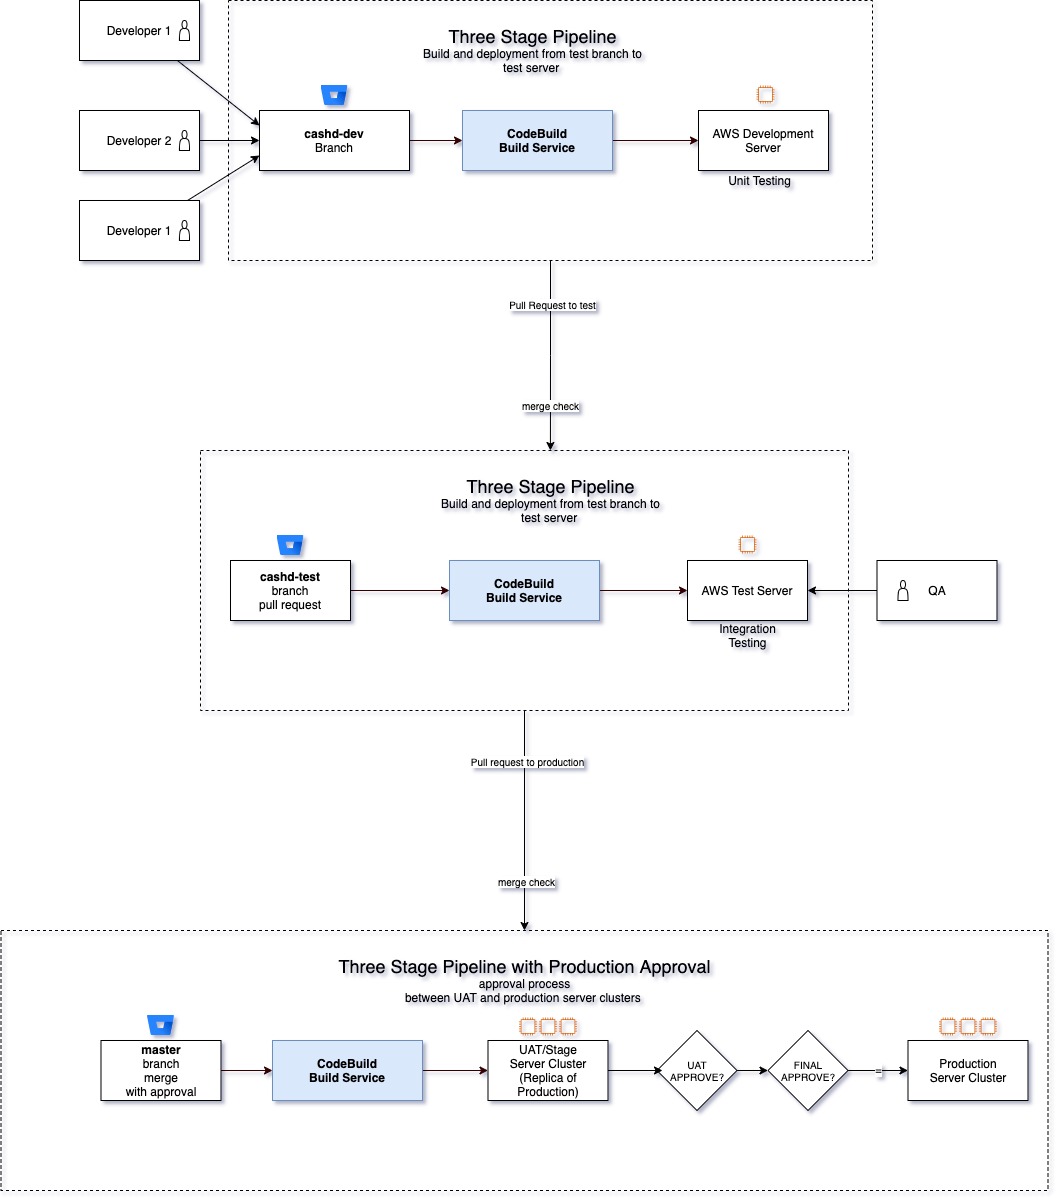 Developer 1
Developer 2
Developer 1
Three Stage Pipeline
Build and deployment from test branch to
test server
cashd-dev
Branch
CodeBuild
Build Service
AWS Development
Server
Unit Testing
Pull Request to test
merge check
Three Stage Pipeline
Build and deployment from test branch to
test server
cashd-test
branch
pull request
CodeBuild
Build Service
AWS Test Server
Integration
Testing
QA
Pull request to production
merge check
Three Stage Pipeline with Production Approval
approval process
between UAT and production server clusters
master
branch
merge
with approval
CodeBuild
Build Service
UAT/Stage
Server Cluster
(Replica of
Production)
UAT
APPROVE?
FINAL
APPROVE?
=
Production
Server Cluster